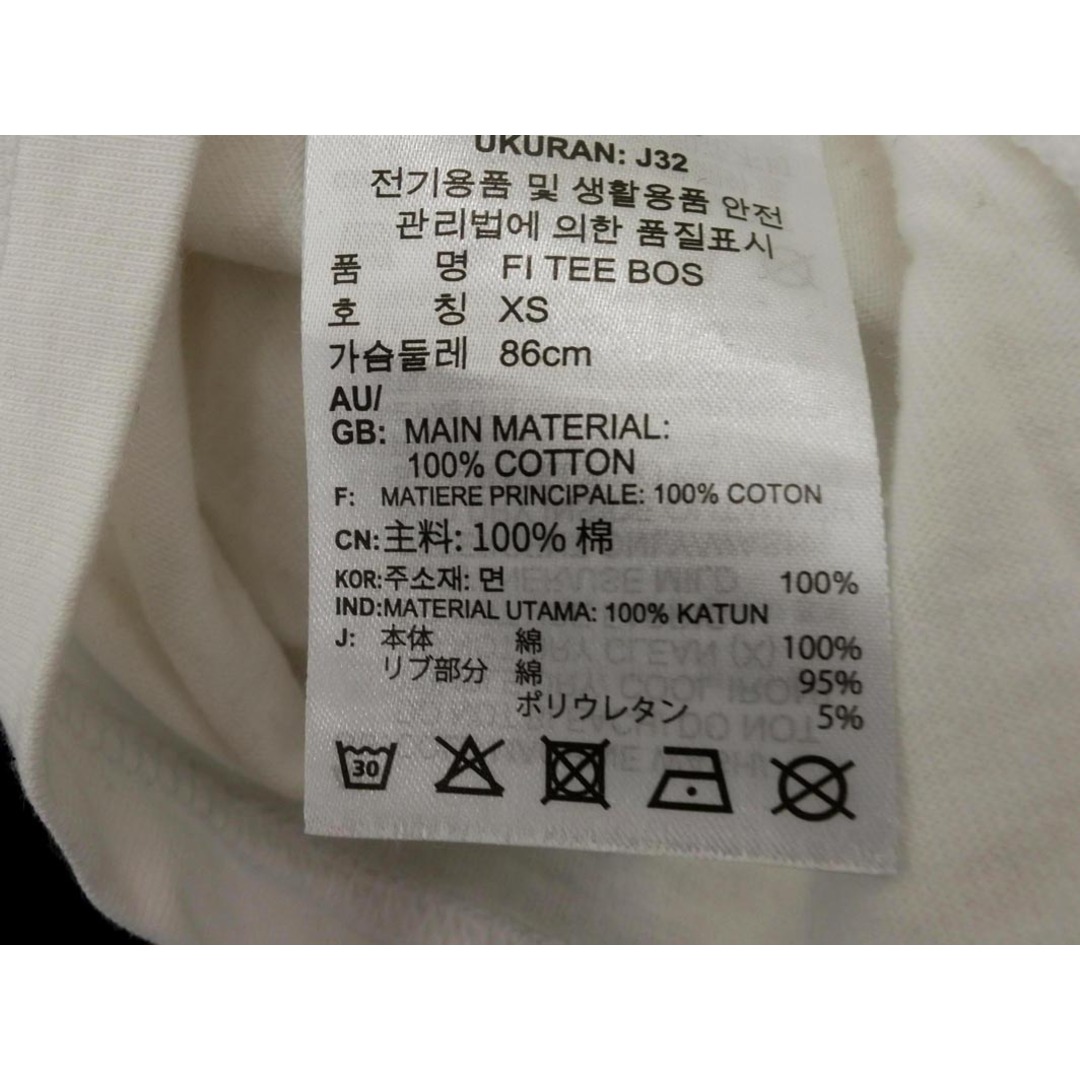 UKURAN: J32
전기용품 및 생활용품 안전
관리법에 의한 품질표시
품 명 FI TEE BOS
호 칭 XS
가슴둘레 86cm
AU/
GB: MAIN MATERIAL:
100% COTTON
F: MATIERE PRINCIPALE: 100% COTON
CN:主料: 100% 棉
KOR:주소재: 면 100%
IND:MATERIAL UTAMA: 100% KATUN
J: 本体 綿 100%
リブ部分 綿 95%
ポリウレタン 5%
30